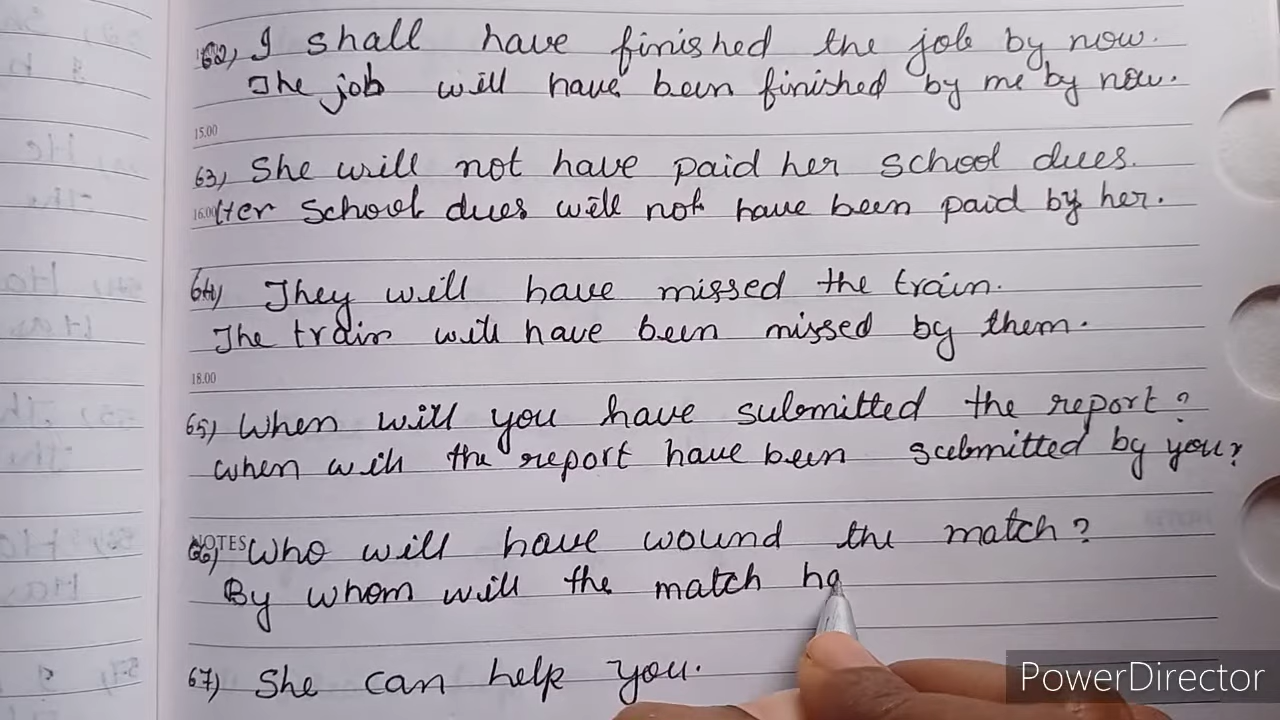 62) I shall have finished the job by now.
The job will have been finished by me by now.
15.00
63) She will not have paid her school dues.
16.00 Her school dues will not have been paid by her.
64) They will have missed the train.
The train will have been missed by them.
18.00
65) When will you have submitted the report?
when will the report have been submitted by you?
NOTES
66) Who will have wound the match?
By whom will the match ha
67) She can help you.
PowerDirector